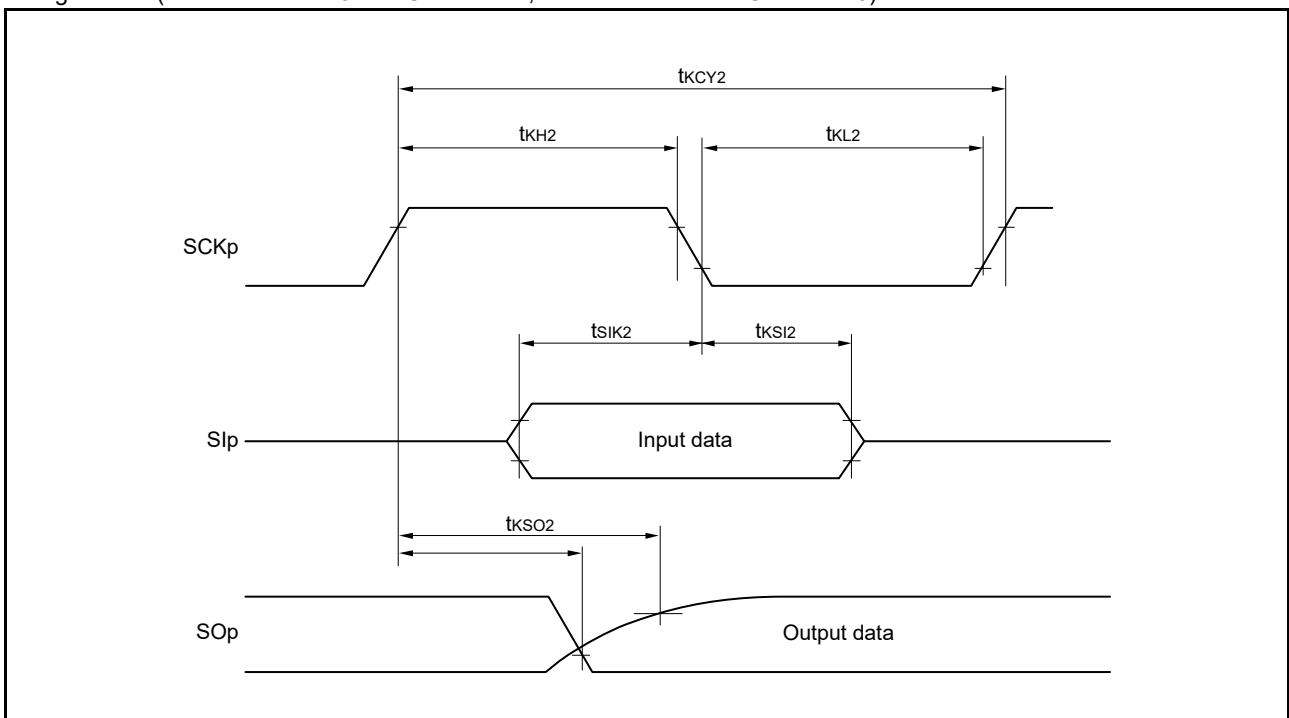 tKCY2
tKH2
tKL2
SCKp
tSIK2
tKSI2
SIp
Input data
tKSO2
SOp
Output data